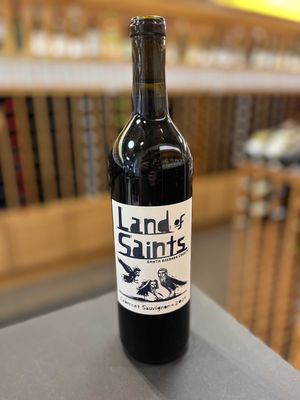 Land of
Saints
SANTA BARBARA COUNTY
Cabernet Sauvignon